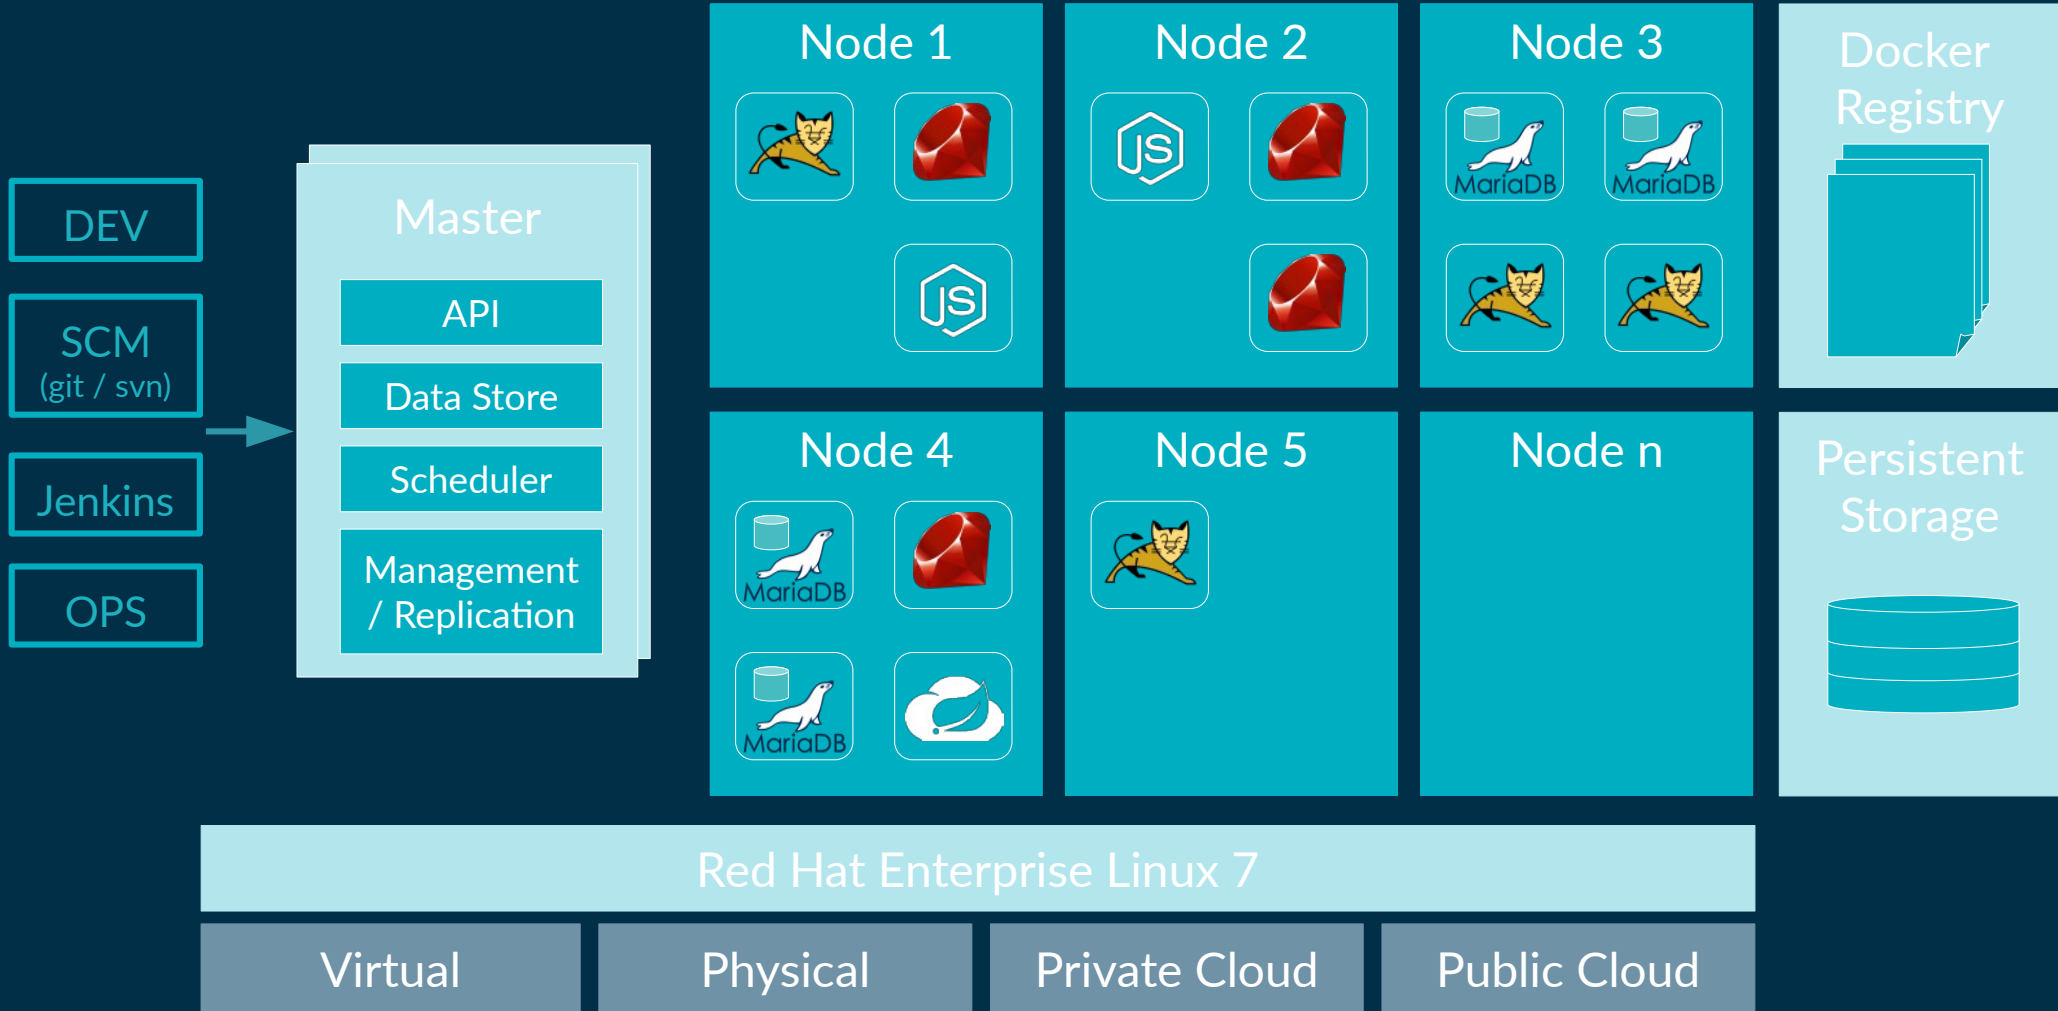 DEV
SCM
(git / svn)
Jenkins
OPS
Master
API
Data Store
Scheduler
Management
/ Replication
Node 1
JS
Node 2
JS
Node 3
MariaDB
MariaDB
Node 4
MariaDB
MariaDB
Node 5
Node n
Docker
Registry
Persistent
Storage
Red Hat Enterprise Linux 7
Virtual
Physical
Private Cloud
Public Cloud